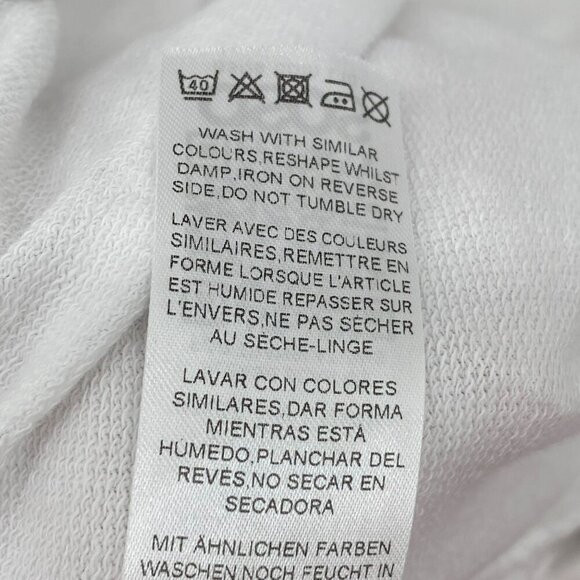 40
WASH WITH SIMILAR
COLOURS,RESHAPE WHILST
DAMP,IRON ON REVERSE
SIDE,DO NOT TUMBLE DRY
LAVER AVEC DES COULEURS
SIMILAIRES,REMETTRE EN
FORME LORSQUE L'ARTICLE
EST HUMIDE REPASSER SUR
L'ENVERS,NE PAS SÉCHER
AU SÈCHE-LINGE
LAVAR CON COLORES
SIMILARES,DAR FORMA
MIENTRAS ESTÁ
HÚMEDO,PLANCHAR DEL
REVÉS,NO SECAR EN
SECADORA
MIT ÄHNLICHEN FARBEN
WASCHEN NOCH FEUCHT IN